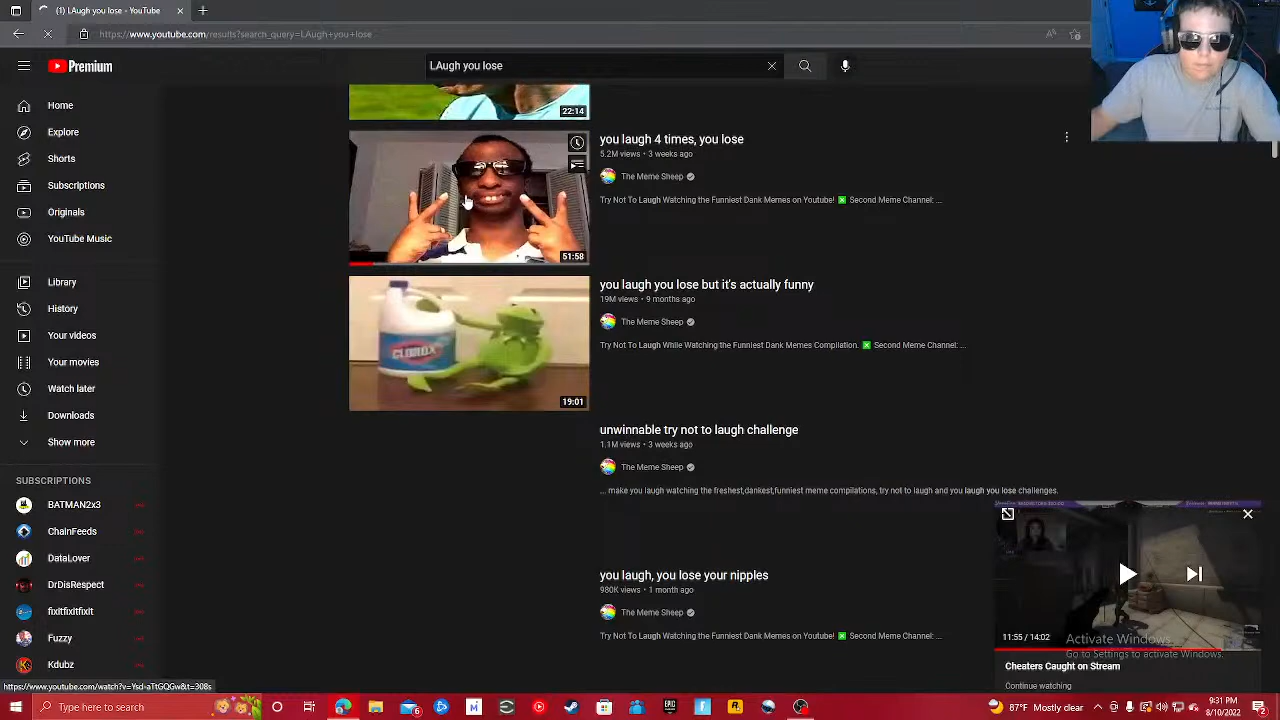 (i) LAugh you lose - YouTube
https://www.youtube.com/results?search_query=LAugh+you+lose
Premium
LAugh you lose
Home
Explore
Shorts
Subscriptions
Originals
YouTube Music
Library
History
Your videos
Your movies
Watch later
Downloads
Show more
SUBSCRIPTIONS
BATMANx3
ChainFeeds
DataLover
DrDisRespect
fixitfixitfixit
Fuzzy
Kdubz
22:14
you laugh 4 times, you lose
5.2M views • 3 weeks ago
The Meme Sheep
Try Not To Laugh Watching the Funniest Dank Memes on Youtube! Second Meme Channel: ...
51:58
you laugh you lose but it's actually funny
19M views • 9 months ago
The Meme Sheep
Try Not To Laugh While Watching the Funniest Dank Memes Compilation. Second Meme Channel: ...
CLOROX
19:01
unwinnable try not to laugh challenge
1.1M views • 3 weeks ago
The Meme Sheep
... make you laugh watching the freshest,dankest,funniest meme compilations, try not to laugh and you laugh you lose challenges.
you laugh, you lose your nipples
980K views • 1 month ago
The Meme Sheep
Try Not To Laugh Watching the Funniest Dank Memes on Youtube! Second Meme Channel: ...
11:55 / 14:02
Activate Windows
Go to Settings to activate Windows.
Cheaters Caught on Stream
Continue watching
Type here to search
87°F Mostly clear
9:31 PM
8/10/2022